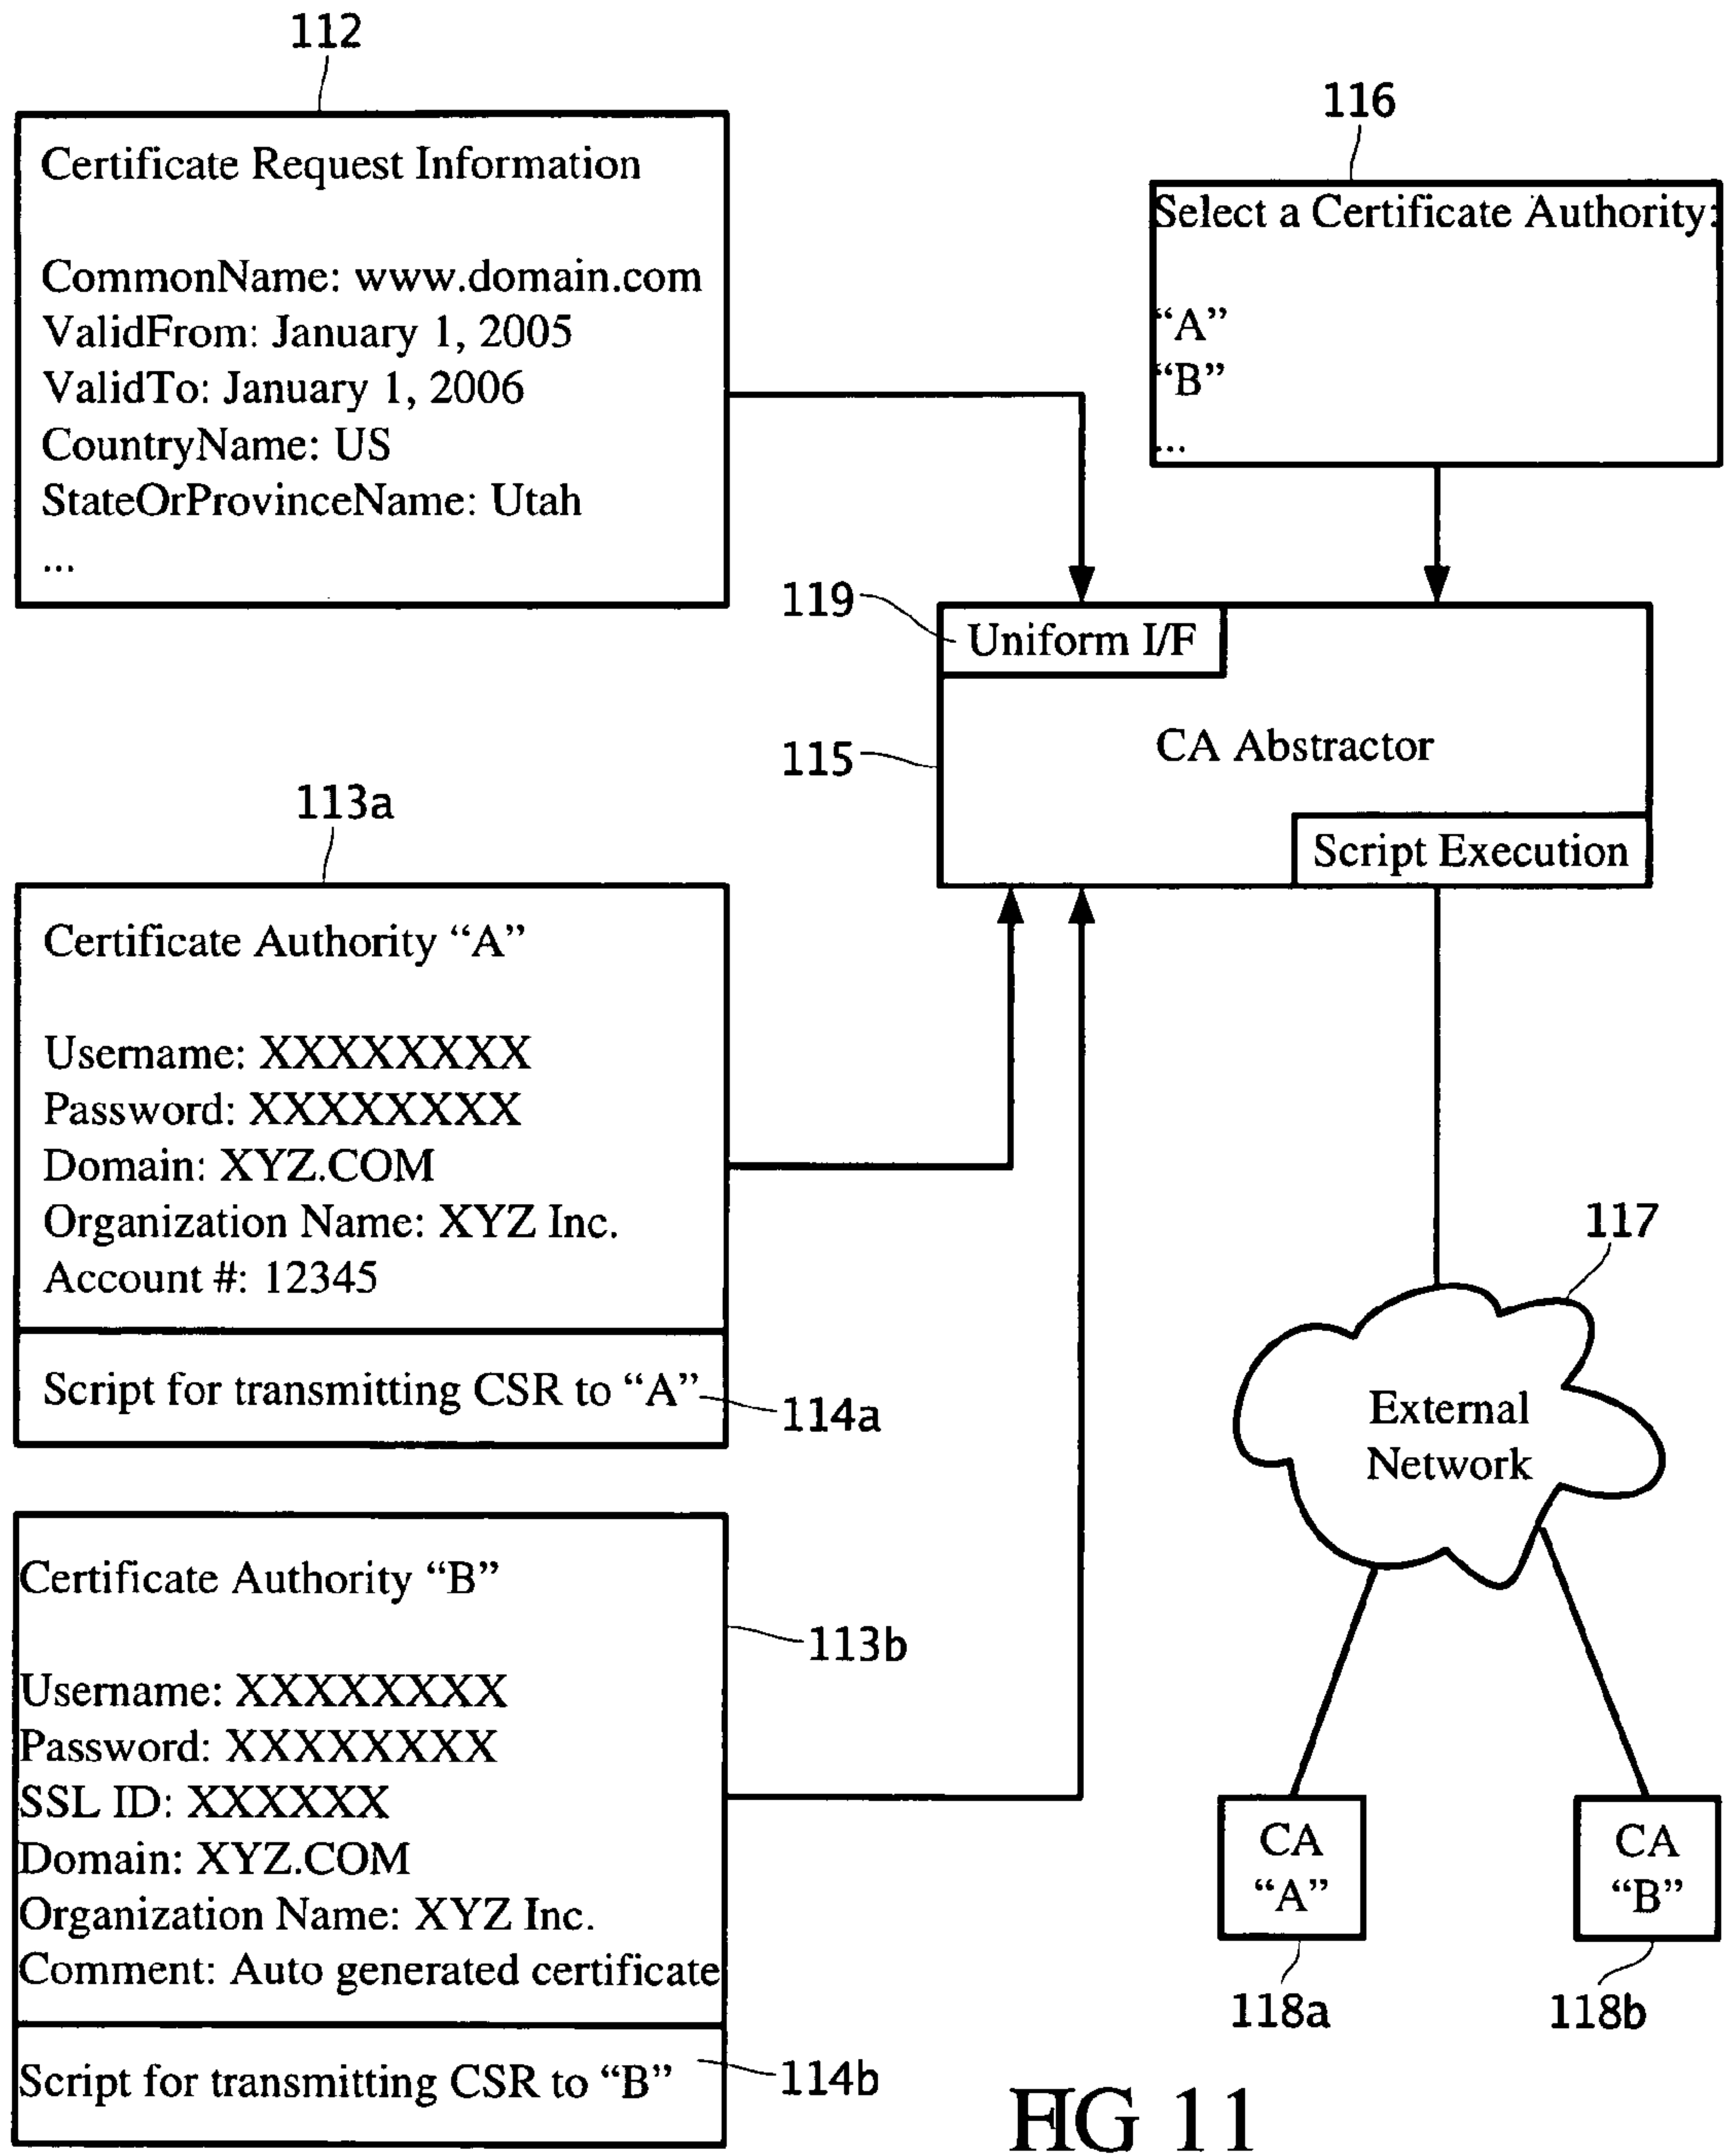 112
Certificate Request Information
CommonName: www.domain.com
ValidFrom: January 1, 2005
ValidTo: January 1, 2006
CountryName: US
StateOrProvinceName: Utah
...
116
Select a Certificate Authority:
“A”
“B”
...
119
Uniform I/F
115
CA Abstractor
Script Execution
113a
Certificate Authority “A”
Username: XXXXXXXX
Password: XXXXXXXX
Domain: XYZ.COM
Organization Name: XYZ Inc.
Account #: 12345
Script for transmitting CSR to “A”
114a
Certificate Authority “B”
113b
Username: XXXXXXXX
Password: XXXXXXXX
SSL ID: XXXXXX
Domain: XYZ.COM
Organization Name: XYZ Inc.
Comment: Auto generated certificate
Script for transmitting CSR to “B”
114b
117
External
Network
CA
“A”
CA
“B”
118a
118b
FIG 11